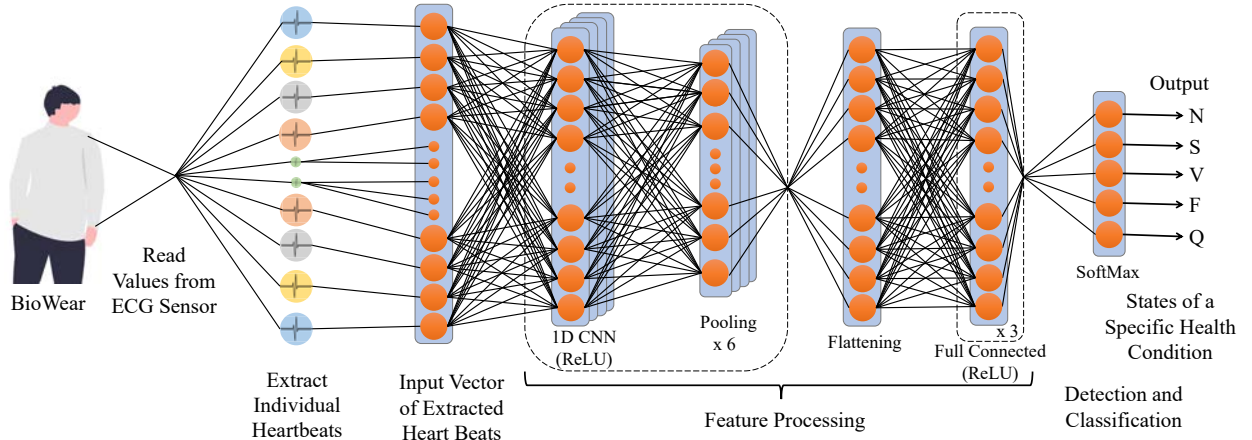 BioWear
Read
Values from
ECG Sensor
Extract
Individual
Heartbeats
Input Vector
of Extracted
Heart Beats
1D CNN
(ReLU)
Pooling
x 6
Flattening
x 3
Full Connected
(ReLU)
Feature Processing
SoftMax
Output
N
S
V
F
Q
States of a
Specific Health
Condition
Detection and
Classification